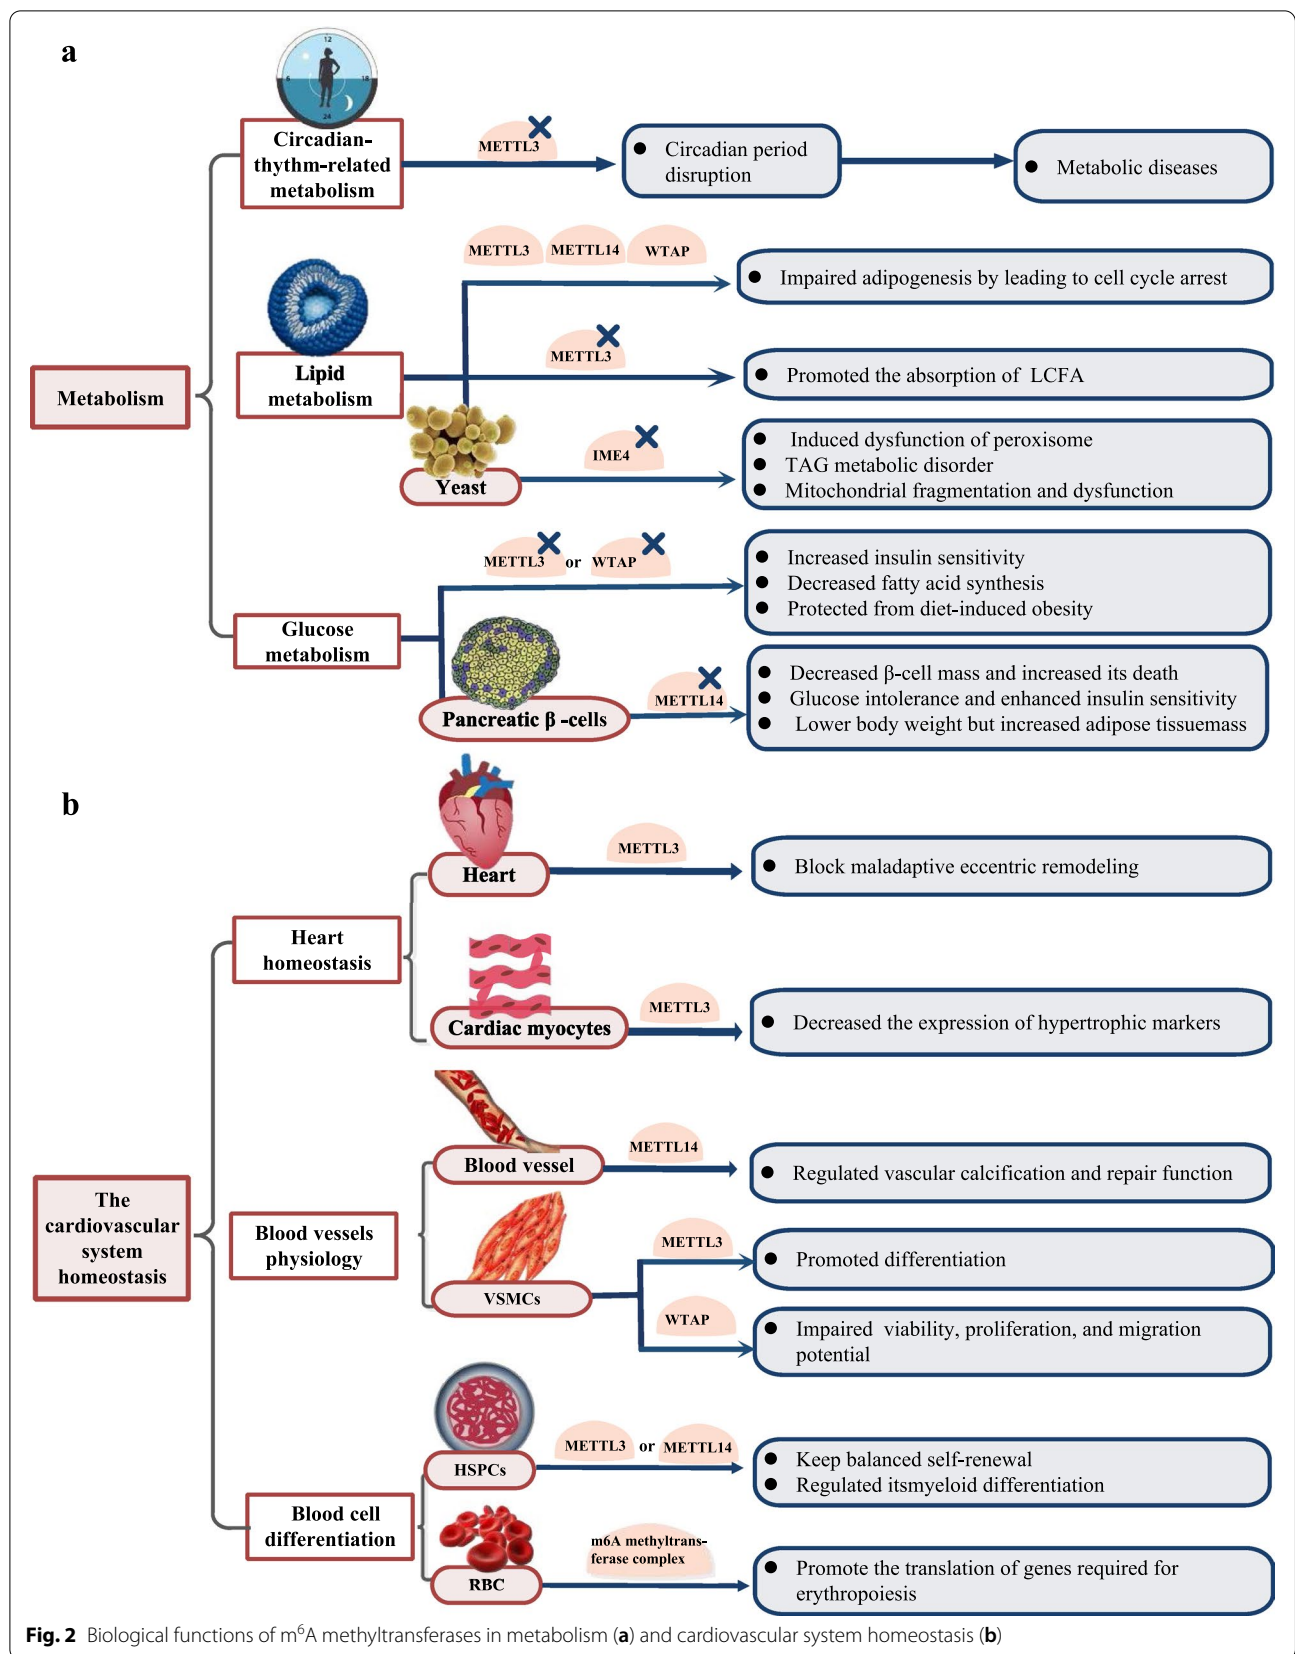 a
12
6
18
24
Circadian-
thythm-related
metabolism
METTL3
● Circadian period
disruption
● Metabolic diseases
METTL3
METTL14
WTAP
● Impaired adipogenesis by leading to cell cycle arrest
Lipid
metabolism
METTL3
● Promoted the absorption of LCFA
Metabolism
Yeast
IME4
● Induced dysfunction of peroxisome
● TAG metabolic disorder
● Mitochondrial fragmentation and dysfunction
METTL3 or WTAP
● Increased insulin sensitivity
● Decreased fatty acid synthesis
● Protected from diet-induced obesity
Glucose
metabolism
Pancreatic β -cells
METTL14
● Decreased β-cell mass and increased its death
● Glucose intolerance and enhanced insulin sensitivity
● Lower body weight but increased adipose tissuemass
b
Heart
METTL3
● Block maladaptive eccentric remodeling
Heart
homeostasis
Cardiac myocytes
METTL3
● Decreased the expression of hypertrophic markers
Blood vessel
METTL14
● Regulated vascular calcification and repair function
The
cardiovascular
system
homeostasis
Blood vessels
physiology
VSMCs
METTL3
● Promoted differentiation
WTAP
● Impaired viability, proliferation, and migration
potential
HSPCs
METTL3 or METTL14
● Keep balanced self-renewal
● Regulated itsmyeloid differentiation
Blood cell
differentiation
RBC
m6A methyltrans-
ferase complex
● Promote the translation of genes required for
erythropoiesis
Fig. 2 Biological functions of m⁶A methyltransferases in metabolism (a) and cardiovascular system homeostasis (b)